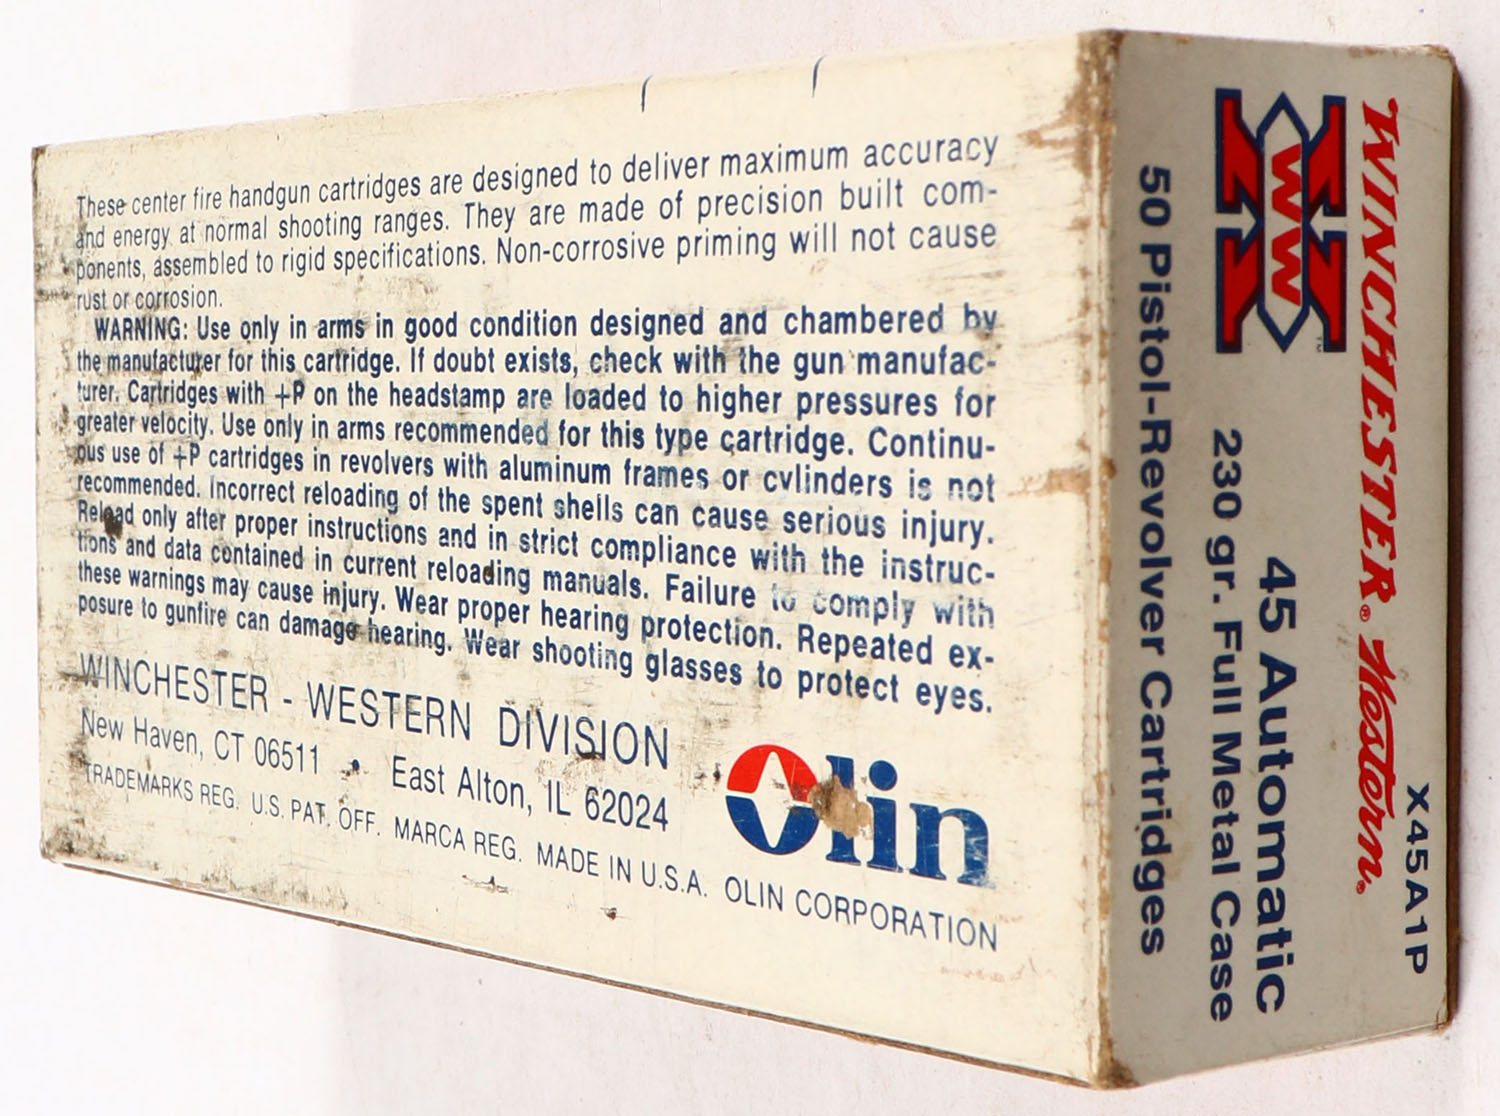 These center fire handgun cartridges are designed to deliver maximum accuracy
and energy at normal shooting ranges. They are made of precision built com-
ponents, assembled to rigid specifications. Non-corrosive priming will not cause
rust or corrosion.
WARNING: Use only in arms in good condition designed and chambered by
the manufacturer for this cartridge. If doubt exists, check with the gun manufac-
turer. Cartridges with +P on the headstamp are loaded to higher pressures for
greater velocity. Use only in arms recommended for this type cartridge. Continu-
ous use of +P cartridges in revolvers with aluminum frames or cylinders is not
recommended. Incorrect reloading of the spent shells can cause serious injury.
Reload only after proper instructions and in strict compliance with the instruc-
tions and data contained in current reloading manuals. Failure to comply with
these warnings may cause injury. Wear proper hearing protection. Repeated ex-
posure to gunfire can damage hearing. Wear shooting glasses to protect eyes.
WINCHESTER - WESTERN DIVISION
New Haven, CT 06511 • East Alton, IL 62024
Olin
TRADEMARKS REG. U.S. PAT. OFF. MARCA REG. MADE IN U.S.A. OLIN CORPORATION
X45A1P
WINCHESTER® Western®
XX WW ™
45 Automatic
230 gr. Full Metal Case
50 Pistol-Revolver Cartridges